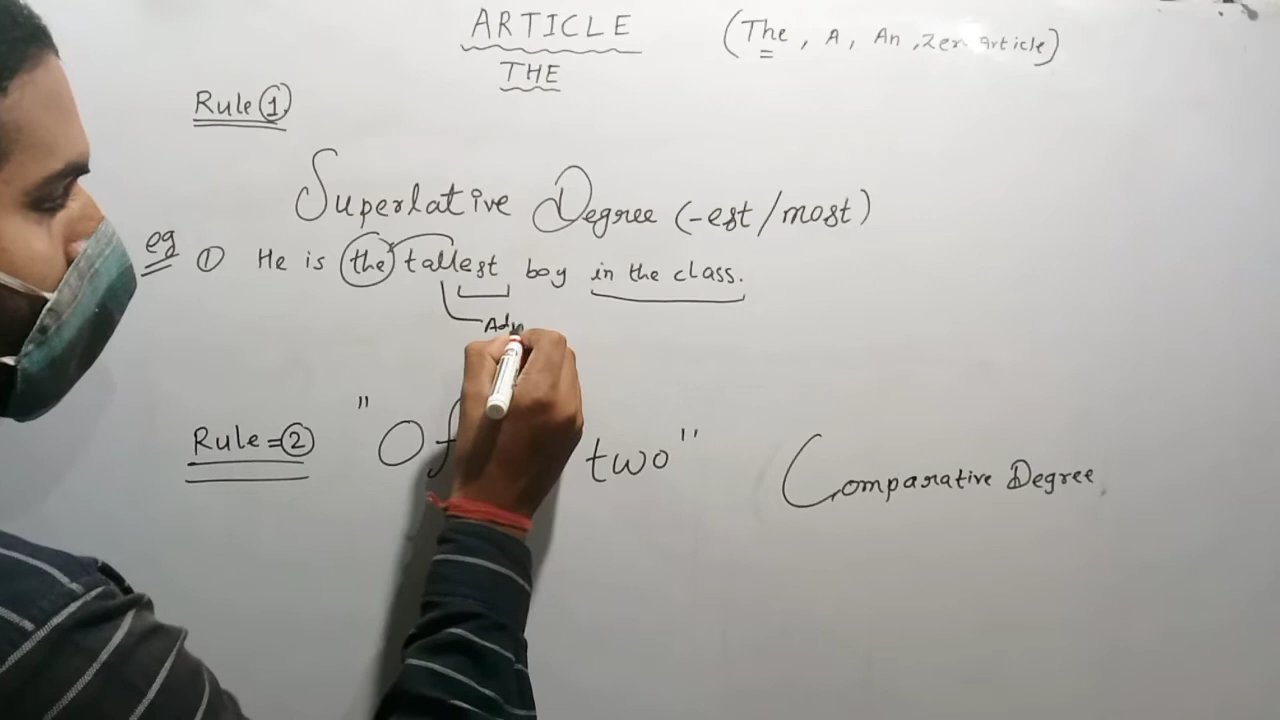 ARTICLE (The, A, An, Zer article)
THE
Rule ①
Superlative Degree (-est/most)
eg ① He is the tallest boy in the class.
Rule=② "Of two" Comparative Degree